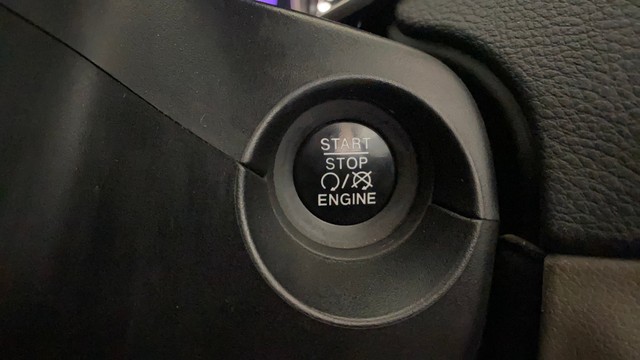 START
STOP
/
ENGINE